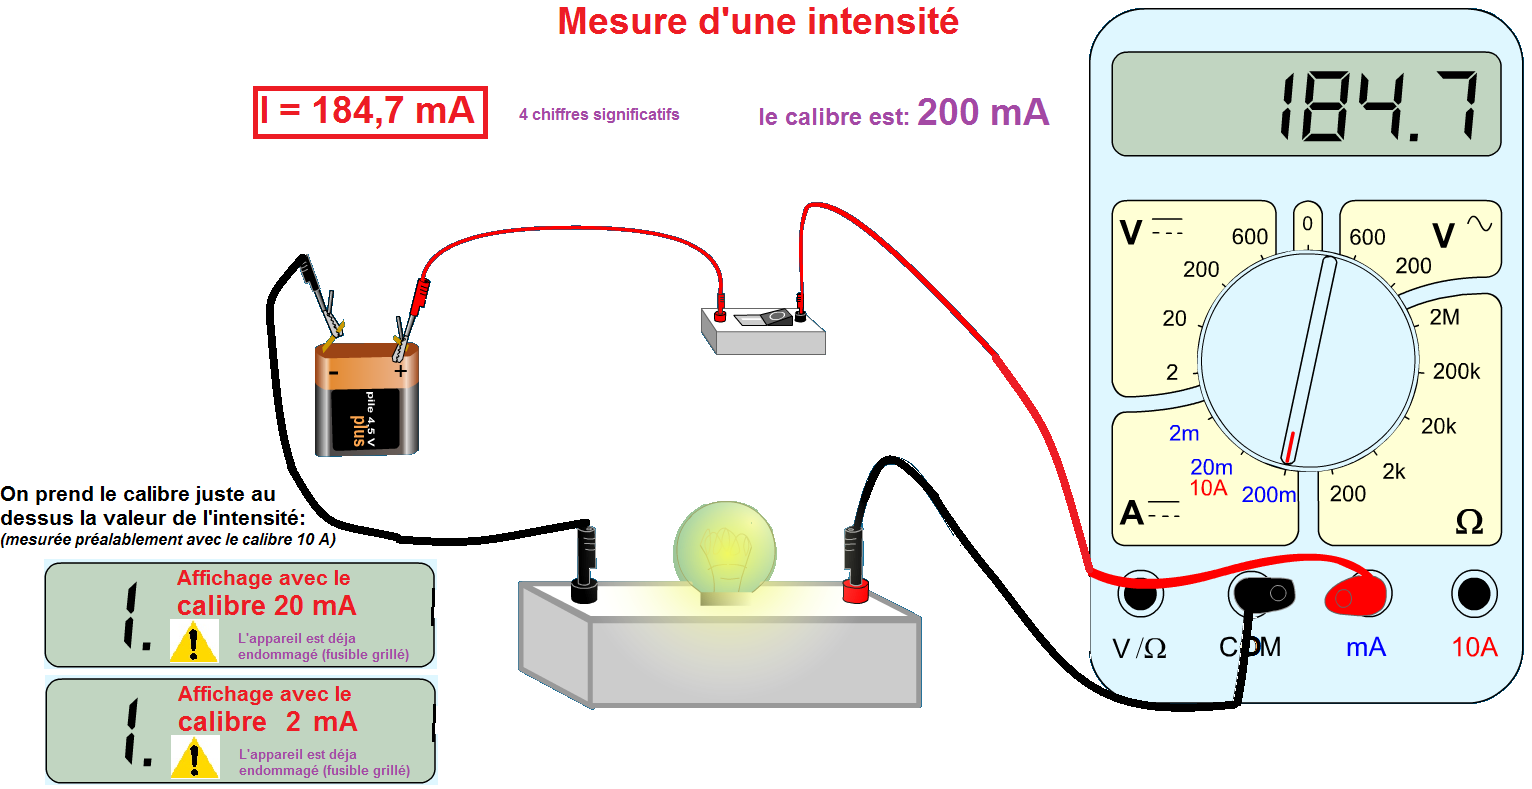 Mesure d'une intensité
I = 184,7 mA
4 chiffres significatifs
le calibre est: 200 mA
184.7
V
600
200
20
2
0
600
V
200
2M
200k
20k
2k
200
Ω
2m
20m
10A
200m
A
- +
pile 4,5 V
plus
On prend le calibre juste au
dessus la valeur de l'intensité:
(mesurée préalablement avec le calibre 10 A)
1.
Affichage avec le
calibre 20 mA
!
L'appareil est déja
endommagé (fusible grillé)
1.
Affichage avec le
calibre 2 mA
!
L'appareil est déja
endommagé (fusible grillé)
V /Ω
COM
mA
10A